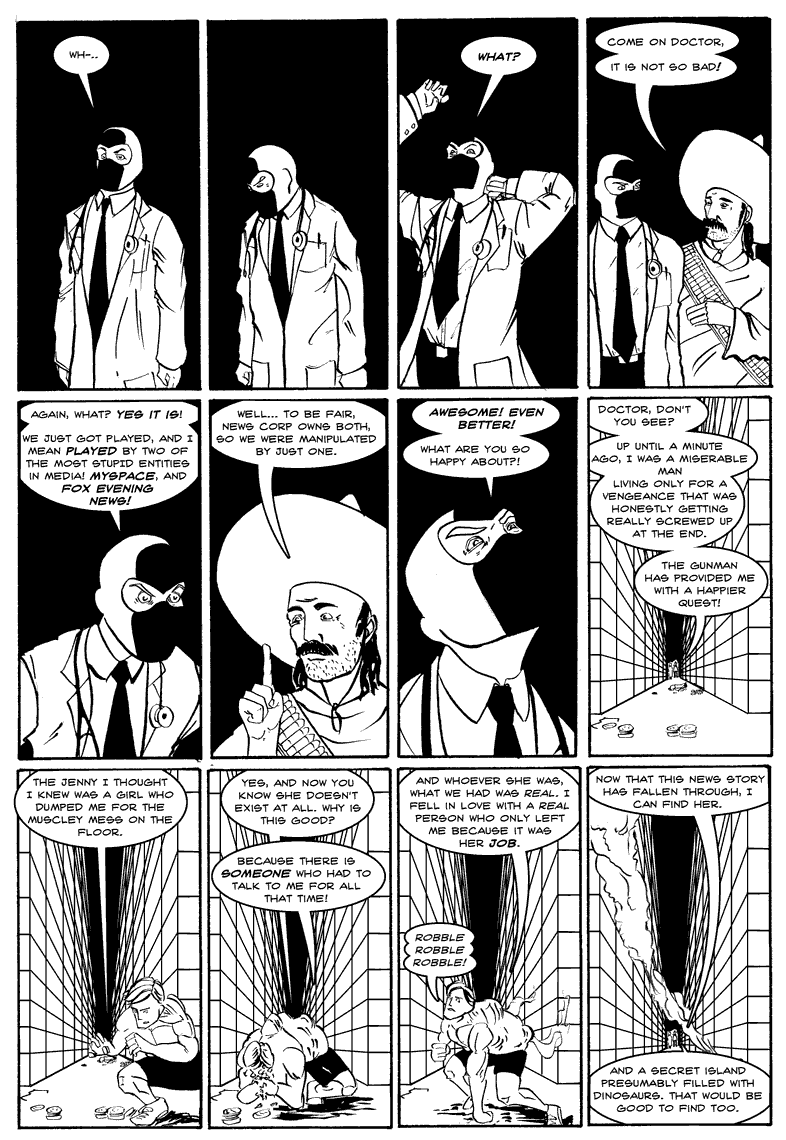 WH-..
WHAT?
COME ON DOCTOR,
IT IS NOT SO BAD!
AGAIN, WHAT? YES IT IS!
WE JUST GOT PLAYED, AND I
MEAN PLAYED BY TWO OF
THE MOST STUPID ENTITIES
IN MEDIA! MYSPACE, AND
FOX EVENING
NEWS!
WELL... TO BE FAIR,
NEWS CORP OWNS BOTH,
SO WE WERE MANIPULATED
BY JUST ONE.
AWESOME! EVEN
BETTER!
WHAT ARE YOU SO
HAPPY ABOUT?!
DOCTOR, DON'T
YOU SEE?
UP UNTIL A MINUTE
AGO, I WAS A MISERABLE
MAN
LIVING ONLY FOR A
VENGEANCE THAT WAS
HONESTLY GETTING
REALLY SCREWED UP
AT THE END.
THE GUNMAN
HAS PROVIDED ME
WITH A HAPPIER
QUEST!
THE JENNY I THOUGHT
I KNEW WAS A GIRL WHO
DUMPED ME FOR THE
MUSCLEY MESS ON THE
FLOOR.
YES, AND NOW YOU
KNOW SHE DOESN'T
EXIST AT ALL. WHY IS
THIS GOOD?
BECAUSE THERE IS
SOMEONE WHO HAD TO
TALK TO ME FOR ALL
THAT TIME!
AND WHOEVER SHE WAS,
WHAT WE HAD WAS REAL. I
FELL IN LOVE WITH A REAL
PERSON WHO ONLY LEFT
ME BECAUSE IT WAS
HER JOB.
ROBBLE
ROBBLE
ROBBLE!
NOW THAT THIS NEWS STORY
HAS FALLEN THROUGH, I
CAN FIND HER.
AND A SECRET ISLAND
PRESUMABLY FILLED WITH
DINOSAURS. THAT WOULD BE
GOOD TO FIND TOO.